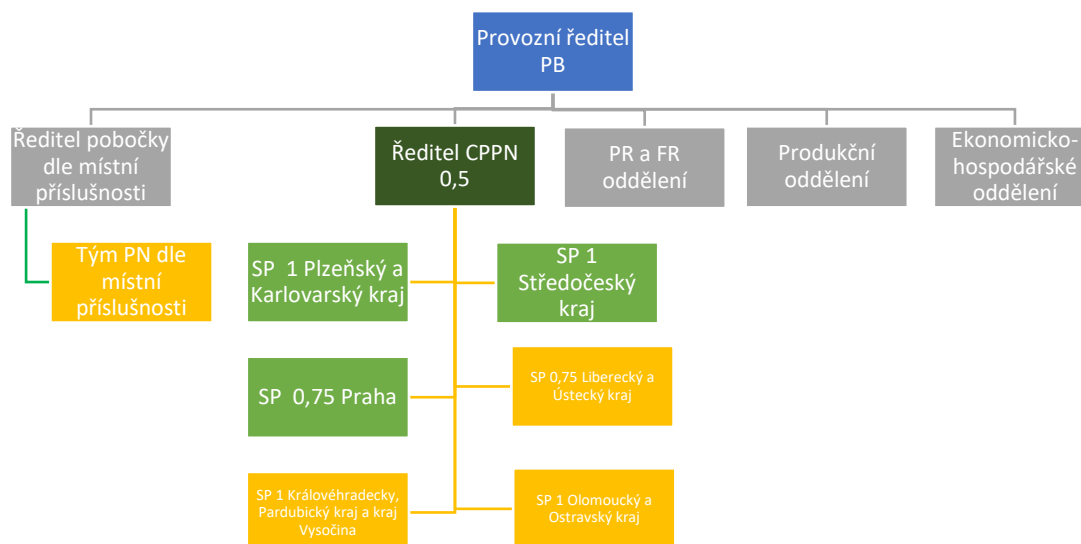 Provozní ředitel
PB
Ředitel pobočky
dle místní
příslušnosti
Ředitel CPPN
0,5
PR a FR
oddělení
Produkční
oddělení
Ekonomicko-
hospodářské
oddělení
Tým PN dle
místní
příslušnosti
SP 1 Plzeňský a
Karlovarský kraj
SP 1
Středočeský
kraj
SP 0,75 Praha
SP 0,75 Liberecký a
Ústecký kraj
SP 1 Královéhradecky,
Pardubický kraj a kraj
Vysočina
SP 1 Olomoucký a
Ostravský kraj